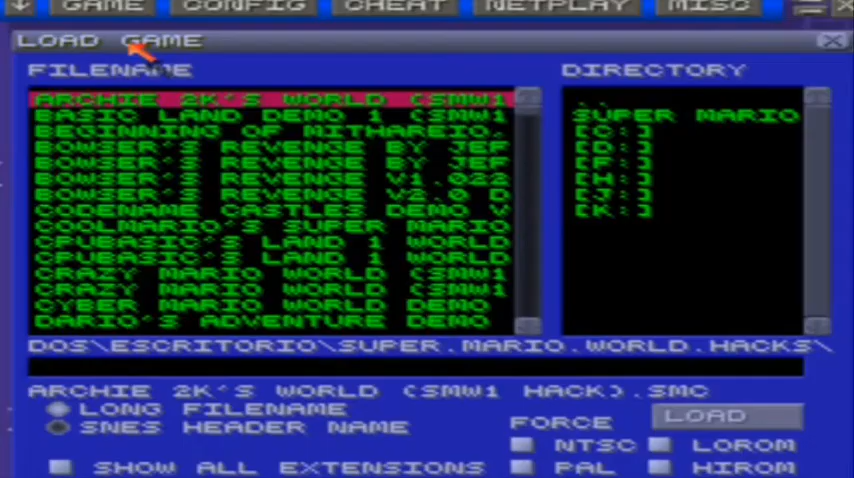 GAME CONFIG CHEAT NETPLAY MISC
LOAD GAME
FILENAME
ARCHIE 2K'S WORLD (SMW1
BASIC LAND DEMO 1 (SMW1
BEGINNING OF MITHAREIO,
BOWSER'S REVENGE BY JEF
BOWSER'S REVENGE BY JEF
BOWSER'S REVENGE V1.022
BOWSER'S REVENGE V2.0 D
CODENAME CASTLES DEMO V
COOLMARIO'S SUPER MARIO
CPUBASIC'S LAND 1 WORLD
CPUBASIC'S LAND 1 WORLD
CRAZY MARIO WORLD (SMW1
CRAZY MARIO WORLD (SMW1
CYBER MARIO WORLD DEMO
DARIO'S ADVENTURE DEMO
DIRECTORY
..
SUPER MARIO
[C:]
[D:]
[F:]
[H:]
[J:]
[K:]
DOS\ESCRITORIO\SUPER.MARIO.WORLD.HACKS\
ARCHIE 2K'S WORLD (SMW1 HACK).SMC
LONG FILENAME
SNES HEADER NAME
SHOW ALL EXTENSIONS
FORCE
LOAD
NTSC LOROM
PAL HIROM